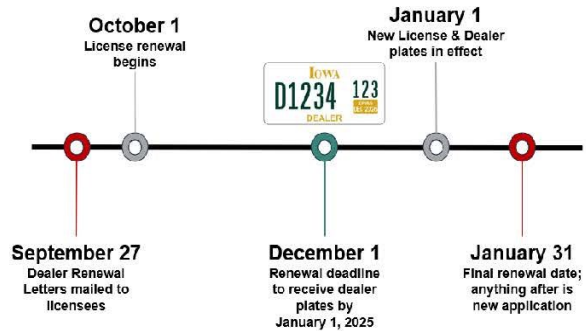 October 1
License renewal
begins
January 1
New License & Dealer
plates in effect
IOWA
D1234 123
DEALER
September 27
Dealer Renewal
Letters mailed to
licensees
December 1
Renewal deadline
to receive dealer
plates by
January 1, 2025
January 31
Final renewal date;
anything after is
new application